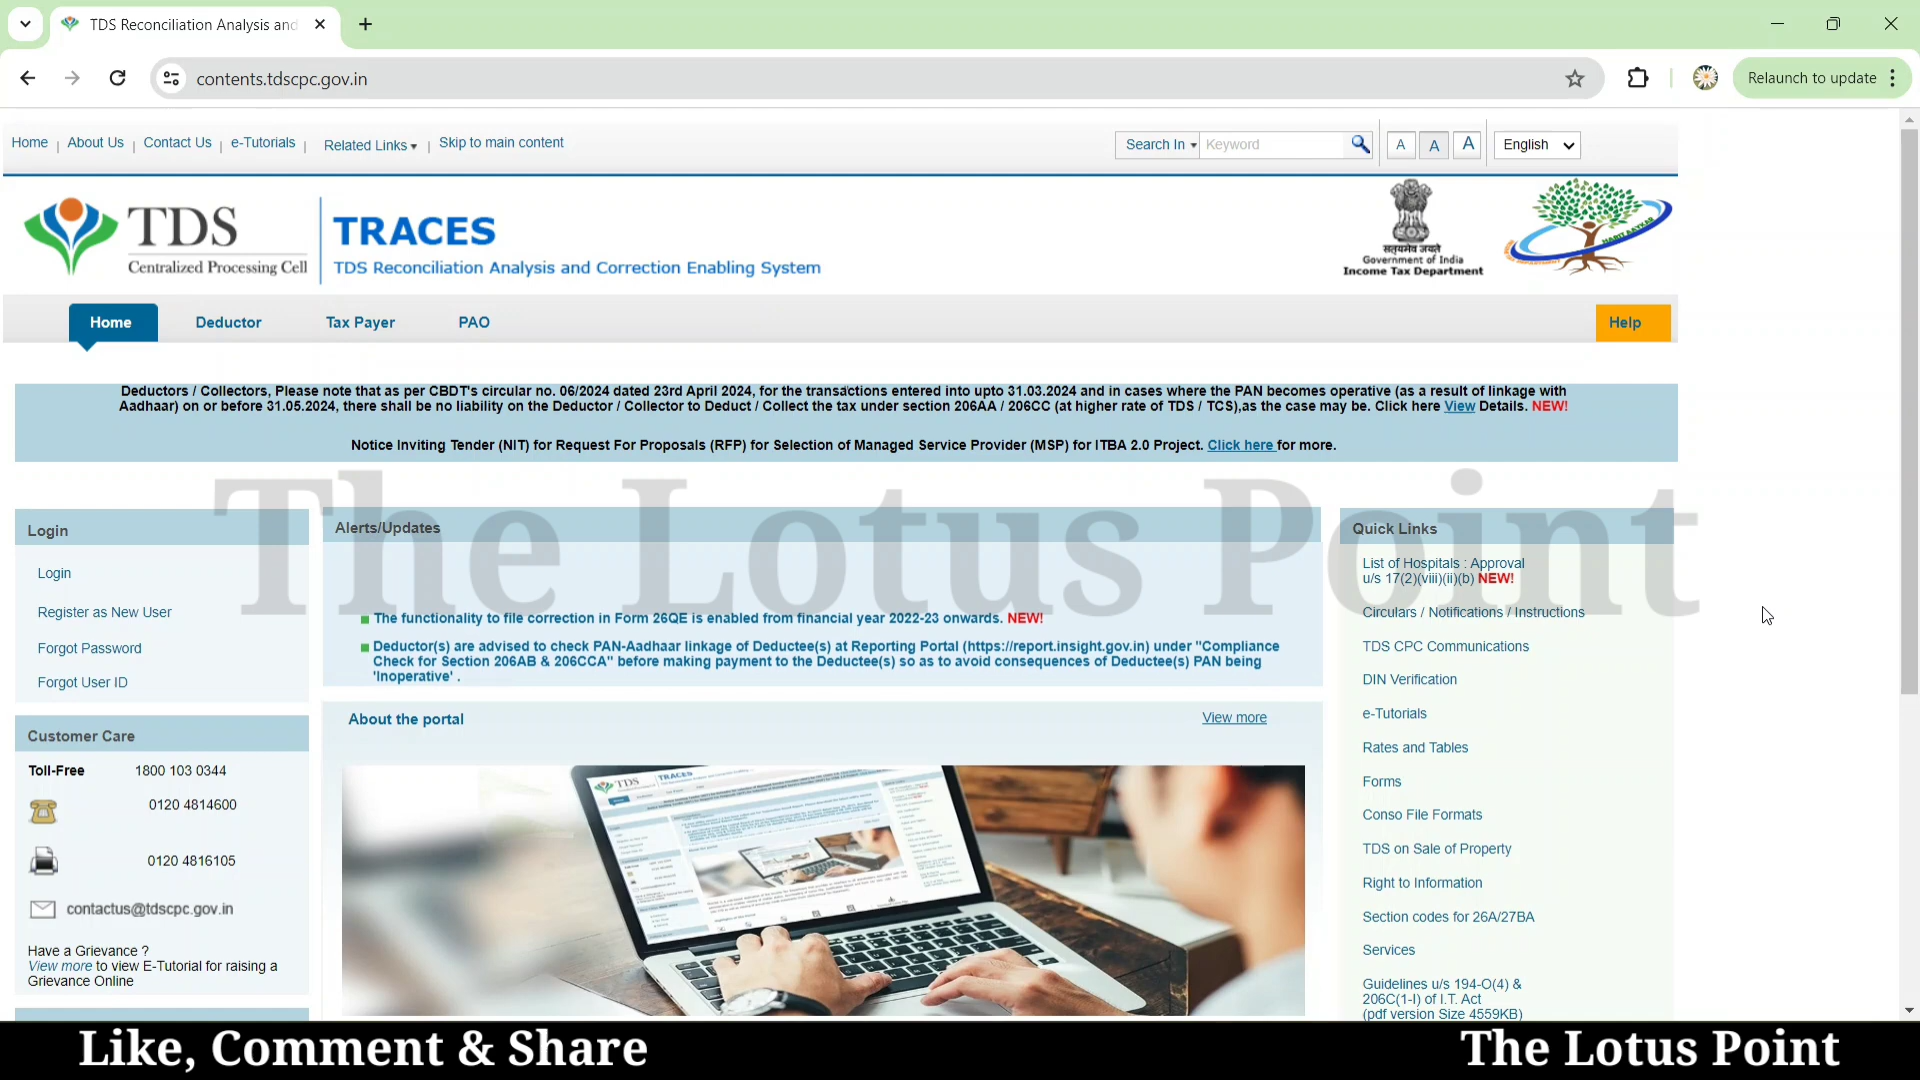 TDS Reconciliation Analysis and
contents.tdscpc.gov.in
Relaunch to update
Home | About Us | Contact Us | e-Tutorials | Related Links | Skip to main content
Search In Keyword A A A English
TDS
Centralized Processing Cell
TRACES
TDS Reconciliation Analysis and Correction Enabling System
सत्यमेव जयते
Government of India
Income Tax Department
Home Deductor Tax Payer PAO Help
Deductors / Collectors, Please note that as per CBDT's circular no. 06/2024 dated 23rd April 2024, for the transactions entered into upto 31.03.2024 and in cases where the PAN becomes operative (as a result of linkage with
Aadhaar) on or before 31.05.2024, there shall be no liability on the Deductor / Collector to Deduct / Collect the tax under section 206AA / 206CC (at higher rate of TDS / TCS),as the case may be. Click here View Details. NEW!
Notice Inviting Tender (NIT) for Request For Proposals (RFP) for Selection of Managed Service Provider (MSP) for ITBA 2.0 Project. Click here for more.
The Lotus Point
Login
Login
Register as New User
Forgot Password
Forgot User ID
Customer Care
Toll-Free 1800 103 0344
0120 4814600
0120 4816105
contactus@tdscpc.gov.in
Have a Grievance ?
View more to view E-Tutorial for raising a
Grievance Online
Alerts/Updates
The functionality to file correction in Form 26QE is enabled from financial year 2022-23 onwards. NEW!
Deductor(s) are advised to check PAN-Aadhaar linkage of Deductee(s) at Reporting Portal (https://report.insight.gov.in) under "Compliance
Check for Section 206AB & 206CCA" before making payment to the Deductee(s) so as to avoid consequences of Deductee(s) PAN being
'Inoperative' .
About the portal View more
TDS TRACES
Quick Links
List of Hospitals : Approval
u/s 17(2)(viii)(ii)(b) NEW!
Circulars / Notifications / Instructions
TDS CPC Communications
DIN Verification
e-Tutorials
Rates and Tables
Forms
Conso File Formats
TDS on Sale of Property
Right to Information
Section codes for 26A/27BA
Services
Guidelines u/s 194-O(4) &
206C(1-I) of I.T. Act
(pdf version Size 4559KB)
Like, Comment & Share
The Lotus Point